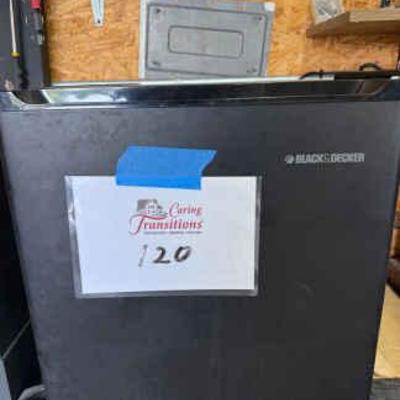 BLACK&DECKER
Caring
Transitions
120